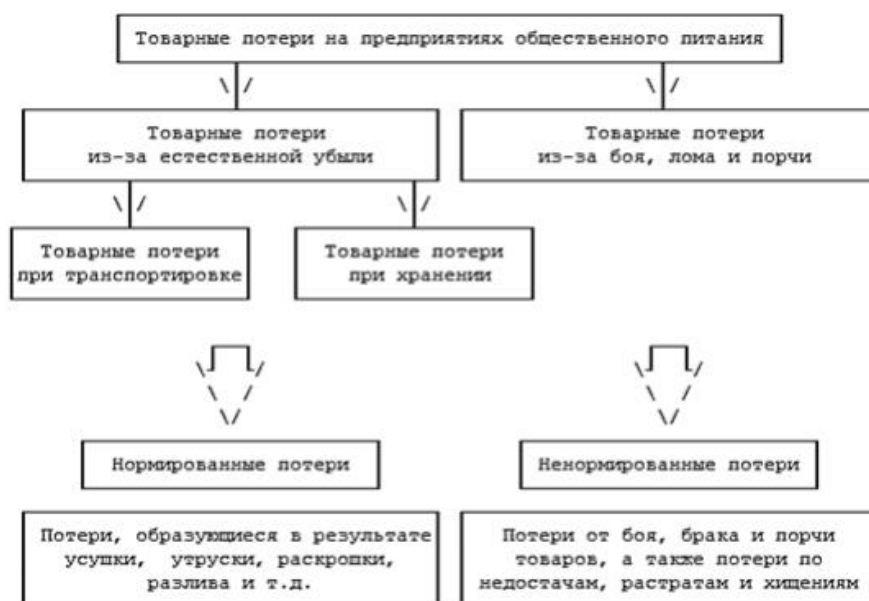 Товарные потери на предприятиях общественного питания
Товарные потери
из-за естественной убыли
Товарные потери
из-за боя, лома и порчи
Товарные потери
при транспортировке
Товарные потери
при хранении
Нормированные потери
Ненормированные потери
Потери, образующиеся в результате
усушки, утруски, раскрошки,
разлива и т.д.
Потери от боя, брака и порчи
товаров, а также потери по
недостачам, растратам и хищениям